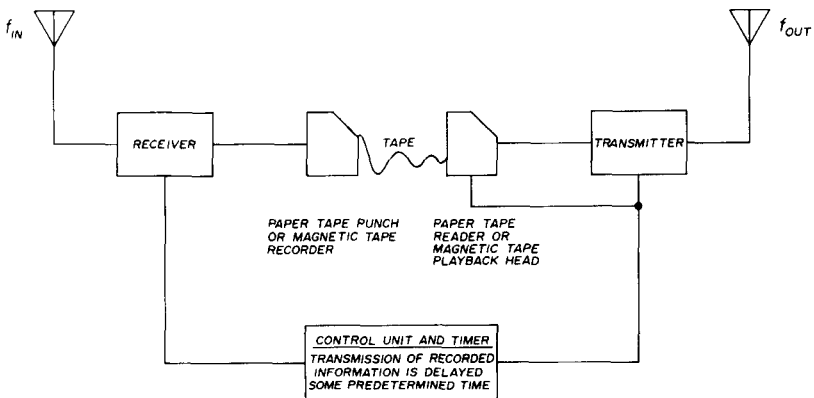 f_IN
f_OUT
RECEIVER
TAPE
TRANSMITTER
PAPER TAPE PUNCH
OR MAGNETIC TAPE
RECORDER
PAPER TAPE
READER OR
MAGNETIC TAPE
PLAYBACK HEAD
CONTROL UNIT AND TIMER
TRANSMISSION OF RECORDED
INFORMATION IS DELAYED
SOME PREDETERMINED TIME